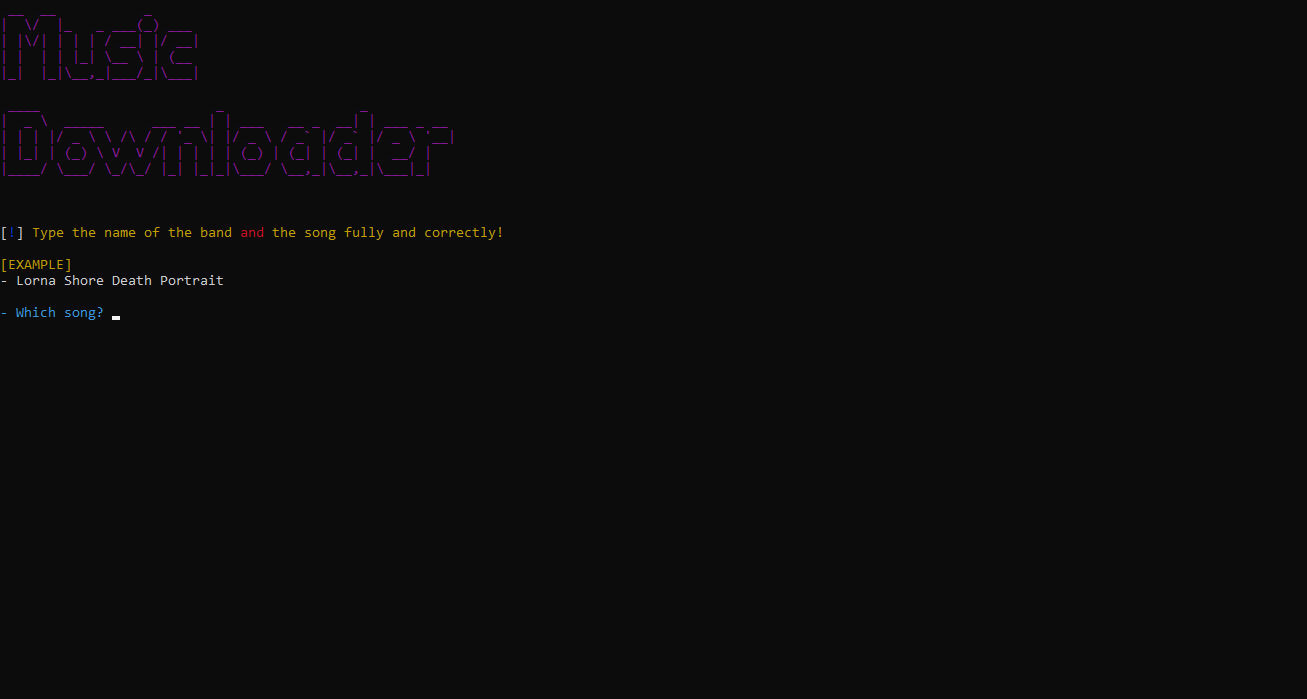 Music
Downloader
[!] Type the name of the band and the song fully and correctly!
[EXAMPLE]
- Lorna Shore Death Portrait
- Which song?